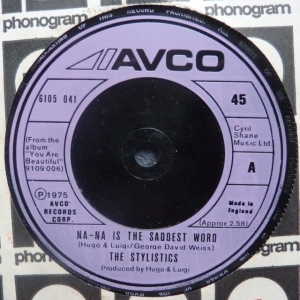 phonogram
phonogram
AVCO
6105 041
45
(From the
album
"You Are
Beautiful"
9109 006)
Cyril
Shane
Music Ltd.
A
Ⓟ 1975
AVCO
RECORDS
CORP.
Made in
England
(Approx 2.58)
NA-NA IS THE SADDEST WORD
(Hugo & Luigi/George David Weiss)
THE STYLISTICS
Produced by Hugo & Luigi